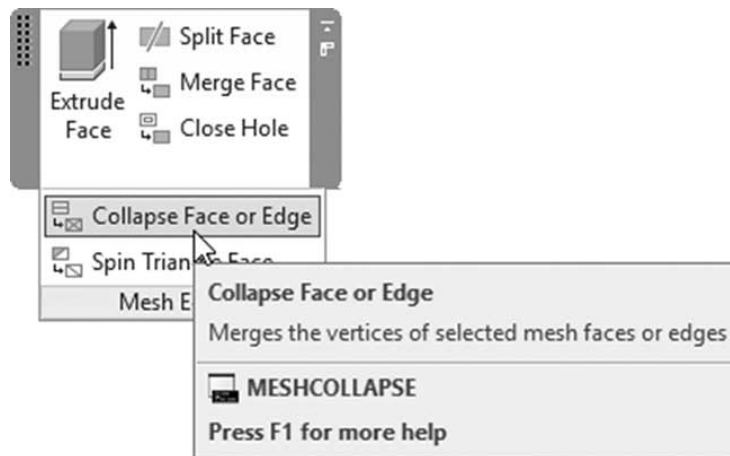 Extrude
Face
Split Face
Merge Face
Close Hole
Collapse Face or Edge
Spin Trian Face
Mesh E
Collapse Face or Edge
Merges the vertices of selected mesh faces or edges
MESHCOLLAPSE
Press F1 for more help